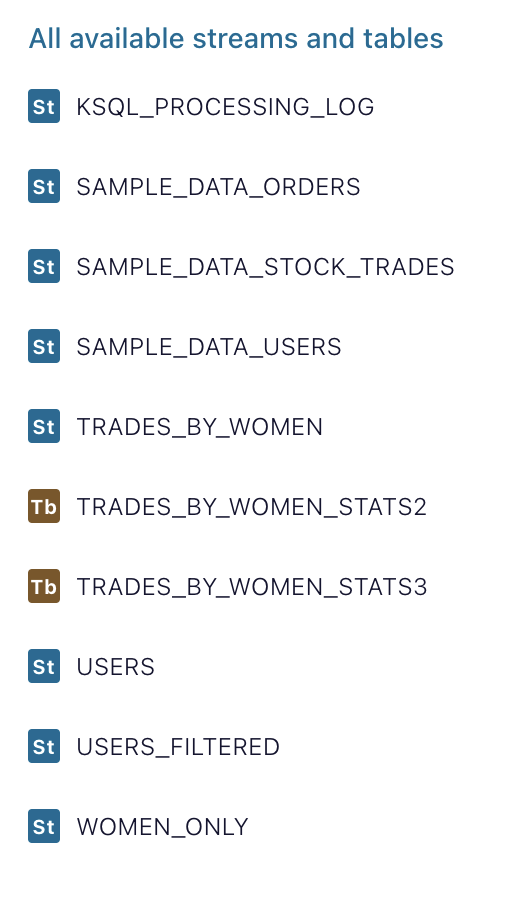 All available streams and tables
St KSQL_PROCESSING_LOG
St SAMPLE_DATA_ORDERS
St SAMPLE_DATA_STOCK_TRADES
St SAMPLE_DATA_USERS
St TRADES_BY_WOMEN
Tb TRADES_BY_WOMEN_STATS2
Tb TRADES_BY_WOMEN_STATS3
St USERS
St USERS_FILTERED
St WOMEN_ONLY